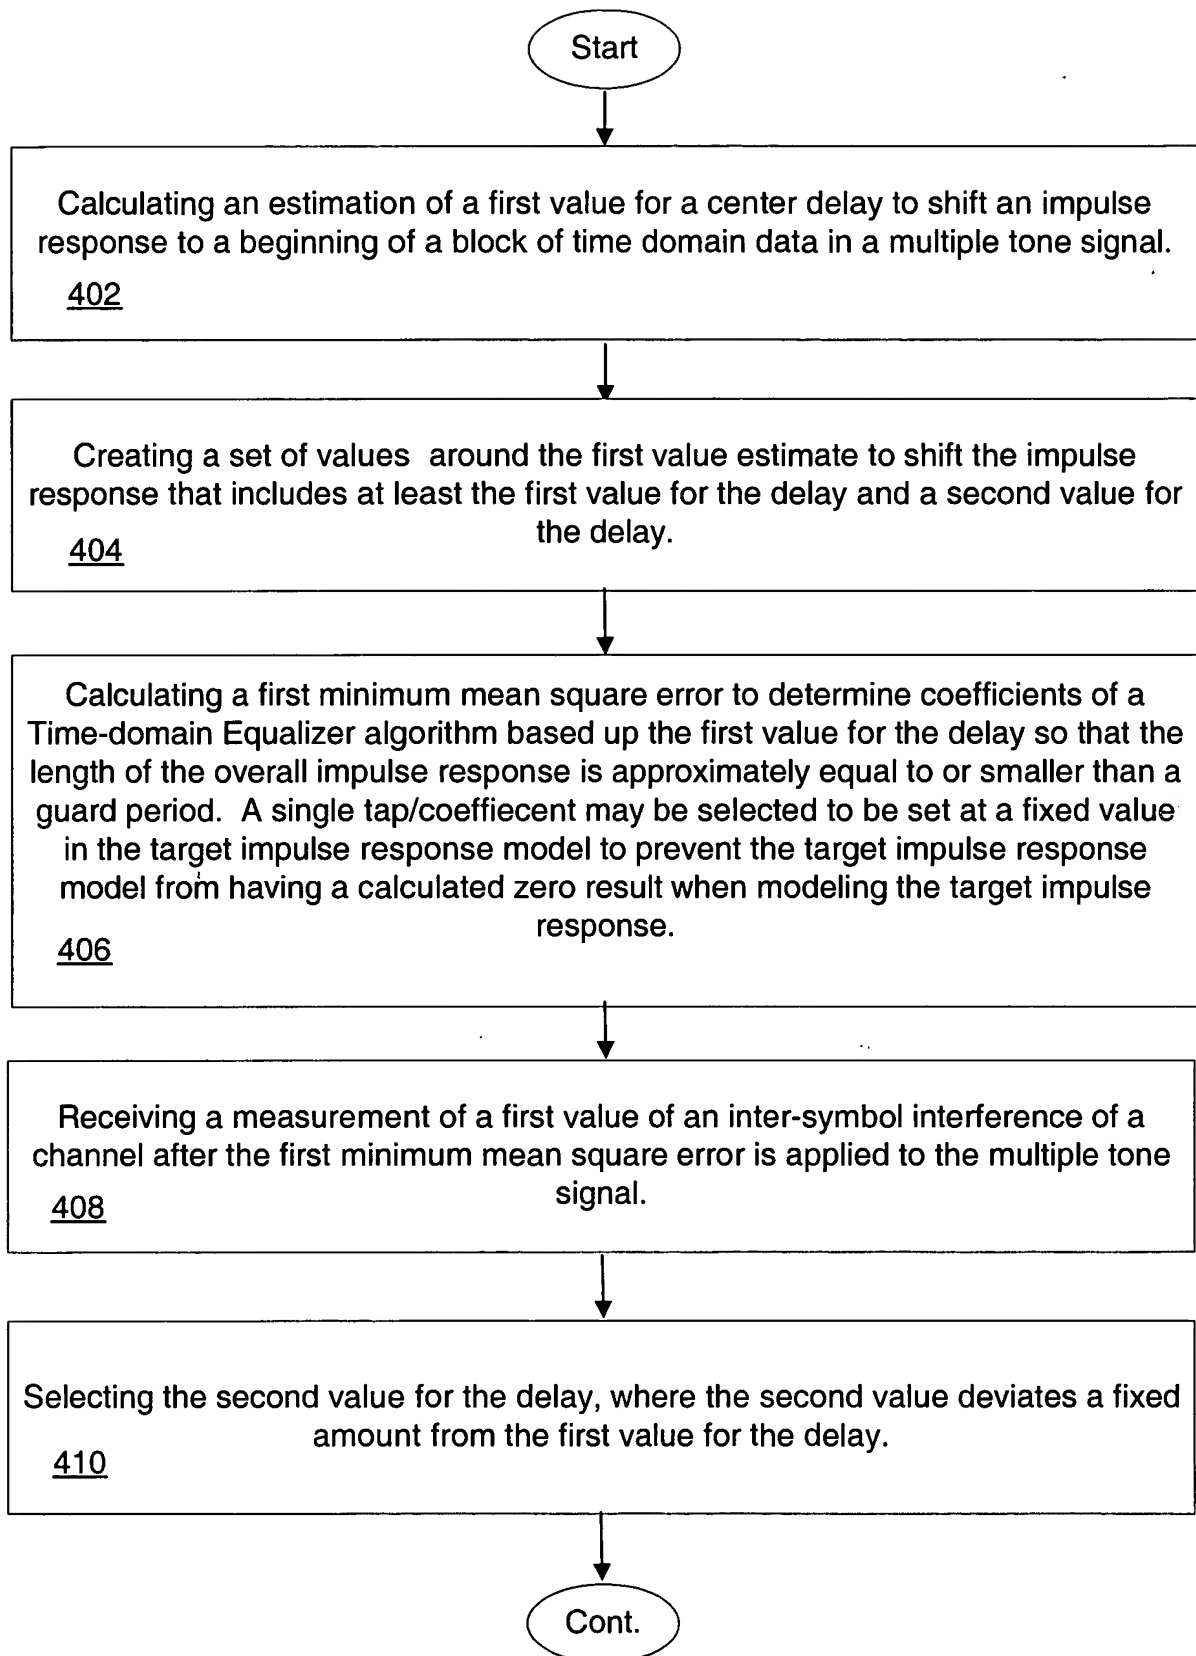 Start
Calculating an estimation of a first value for a center delay to shift an impulse
response to a beginning of a block of time domain data in a multiple tone signal.
402
Creating a set of values around the first value estimate to shift the impulse
response that includes at least the first value for the delay and a second value for
the delay.
404
Calculating a first minimum mean square error to determine coefficients of a
Time-domain Equalizer algorithm based up the first value for the delay so that the
length of the overall impulse response is approximately equal to or smaller than a
guard period. A single tap/coeffiecent may be selected to be set at a fixed value
in the target impulse response model to prevent the target impulse response
model from having a calculated zero result when modeling the target impulse
response.
406
Receiving a measurement of a first value of an inter-symbol interference of a
channel after the first minimum mean square error is applied to the multiple tone
signal.
408
Selecting the second value for the delay, where the second value deviates a fixed
amount from the first value for the delay.
410
Cont.